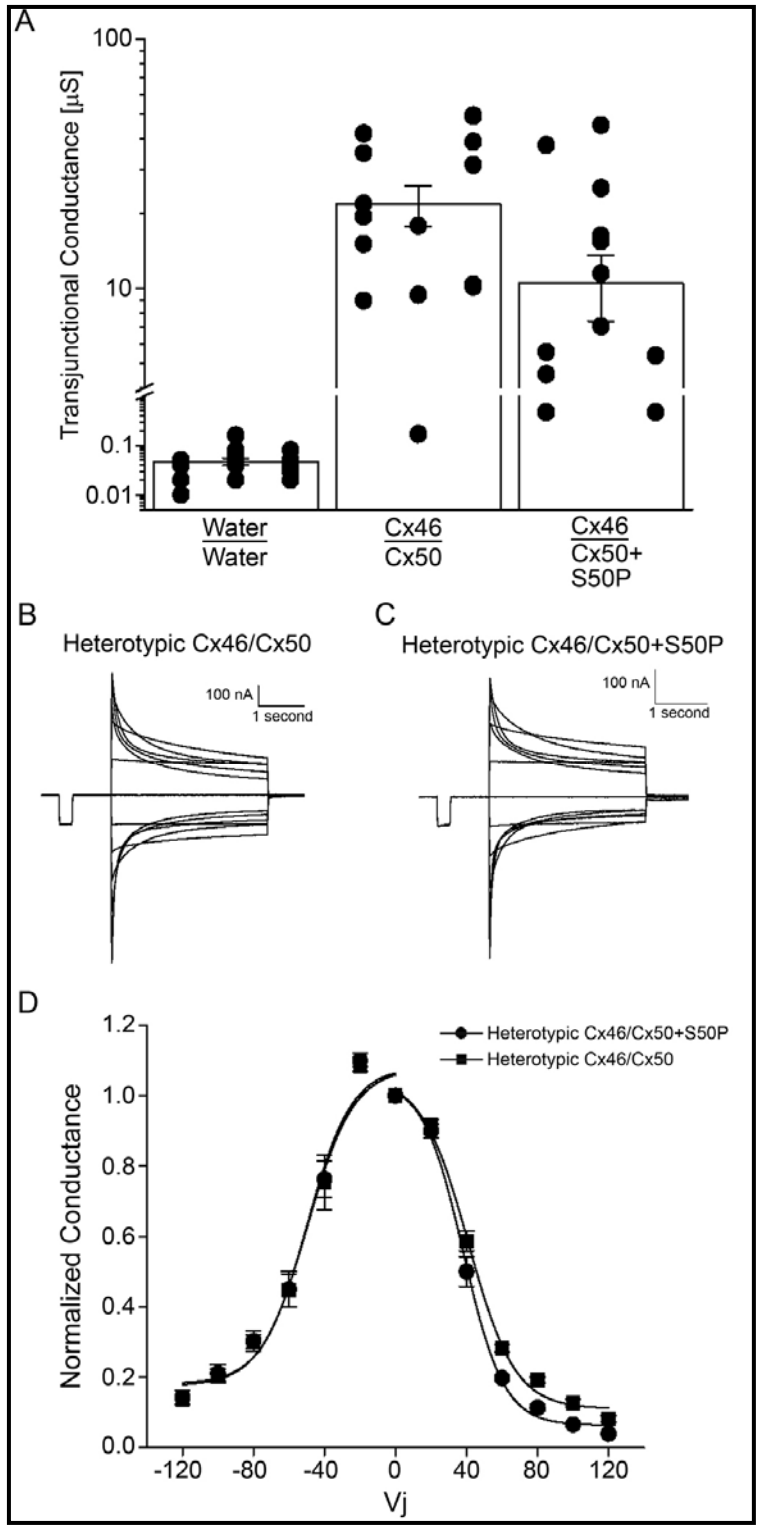 A
Transjunctional Conductance [µS]
100
10
0.1
0.01
Water
Water
Cx46
Cx50
Cx46
Cx50+
S50P
B
Heterotypic Cx46/Cx50
100 nA
1 second
C
Heterotypic Cx46/Cx50+S50P
100 nA
1 second
D
Normalized Conductance
1.2
1.0
0.8
0.6
0.4
0.2
0.0
Heterotypic Cx46/Cx50+S50P
Heterotypic Cx46/Cx50
-120
-80
-40
0
40
80
120
Vj